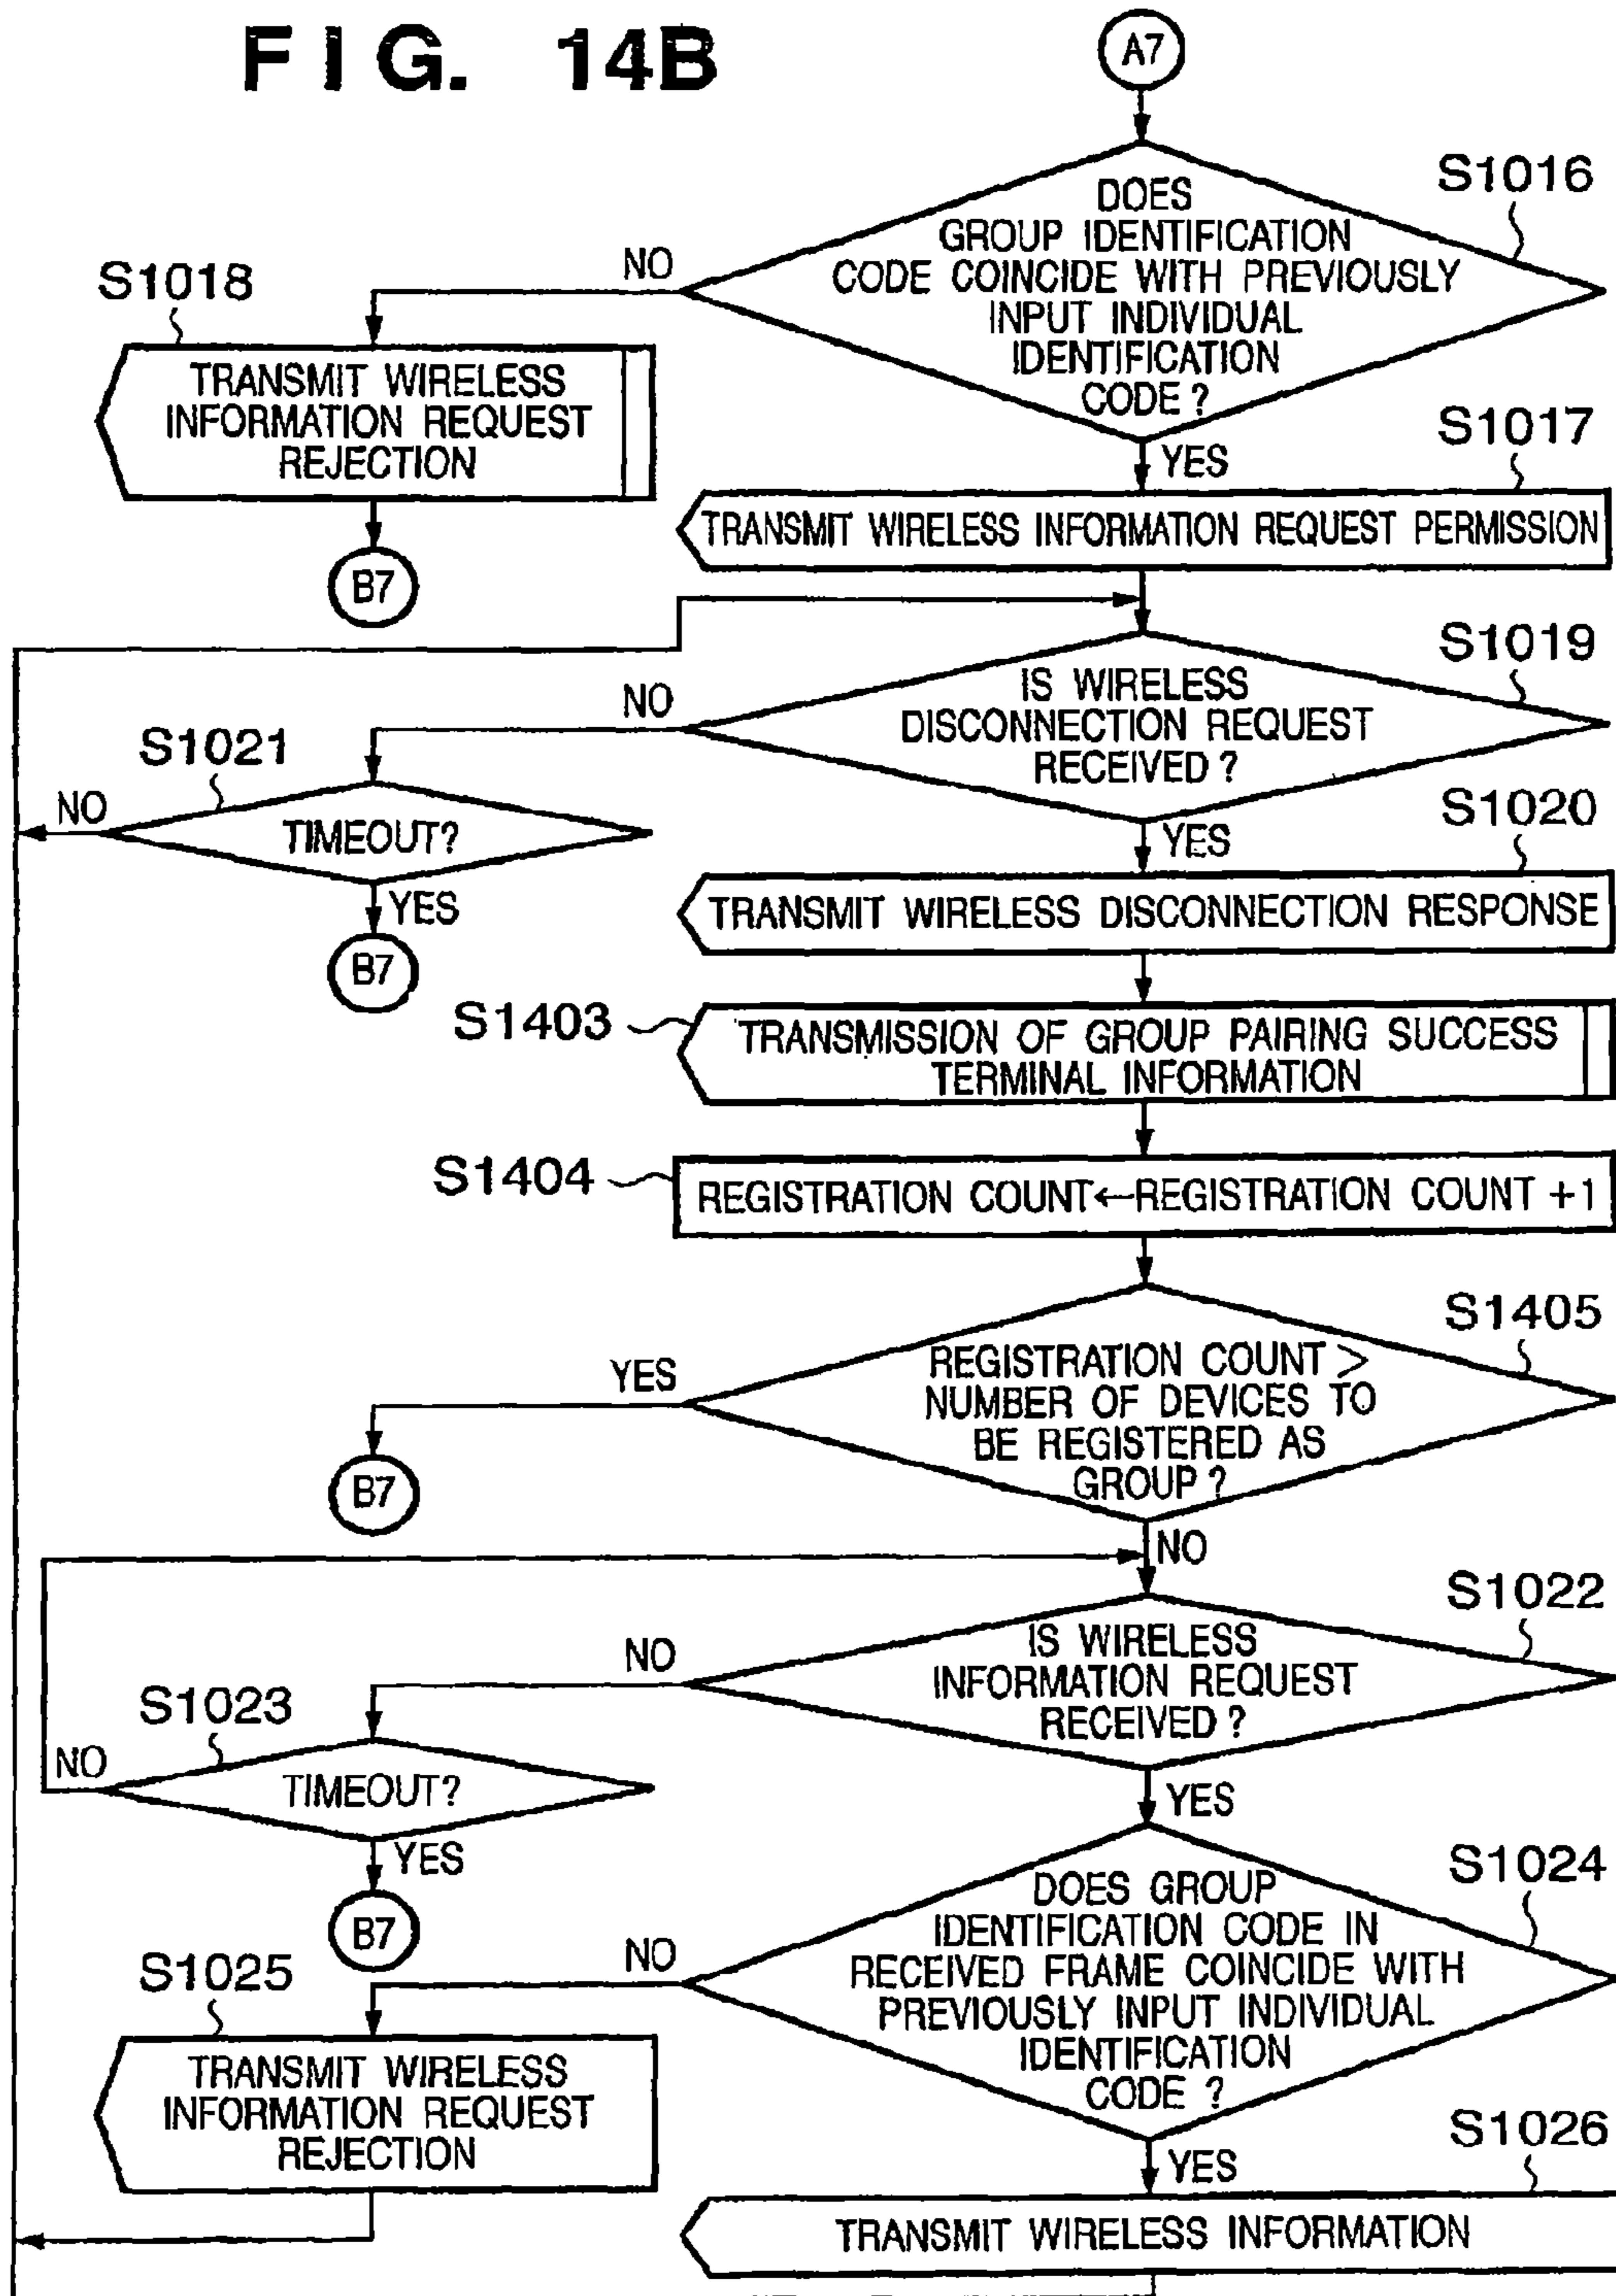 FIG. 14B
A7
S1016
DOES
GROUP IDENTIFICATION
CODE COINCIDE WITH PREVIOUSLY
INPUT INDIVIDUAL
IDENTIFICATION
CODE ?
NO
S1018
TRANSMIT WIRELESS
INFORMATION REQUEST
REJECTION
B7
YES
S1017
TRANSMIT WIRELESS INFORMATION REQUEST PERMISSION
S1019
IS WIRELESS
DISCONNECTION REQUEST
RECEIVED ?
NO
S1021
NO
TIMEOUT?
YES
B7
YES
S1020
TRANSMIT WIRELESS DISCONNECTION RESPONSE
S1403
TRANSMISSION OF GROUP PAIRING SUCCESS
TERMINAL INFORMATION
S1404
REGISTRATION COUNT←REGISTRATION COUNT +1
S1405
REGISTRATION COUNT >
NUMBER OF DEVICES TO
BE REGISTERED AS
GROUP ?
YES
B7
NO
S1022
IS WIRELESS
INFORMATION REQUEST
RECEIVED ?
NO
S1023
NO
TIMEOUT?
YES
B7
YES
S1024
DOES GROUP
IDENTIFICATION CODE IN
RECEIVED FRAME COINCIDE WITH
PREVIOUSLY INPUT INDIVIDUAL
IDENTIFICATION
CODE ?
NO
S1025
TRANSMIT WIRELESS
INFORMATION REQUEST
REJECTION
YES
S1026
TRANSMIT WIRELESS INFORMATION